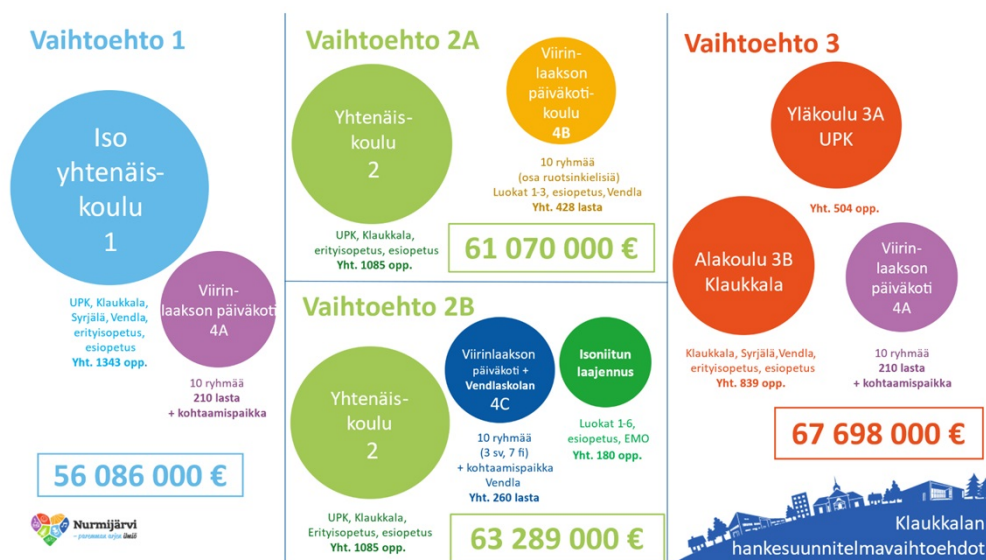 Vaihtoehto 1
Iso
yhtenäis-
koulu
1
Viirin-
laakson päiväkoti
4A
UPK, Klaukkala,
Syrjälä, Vendla,
erityisopetus,
esiopetus
Yht. 1343 opp.
10 ryhmää
210 lasta
+ kohtaamispaikka
56 086 000 €
Nurmijärvi
– paremman arjen ilmiö
Vaihtoehto 2A
Yhtenäis-
koulu
2
UPK, Klaukkala,
erityisopetus, esiopetus
Yht. 1085 opp.
Viirin-
laakson
päiväkoti-
koulu
4B
10 ryhmää
(osa ruotsinkielisiä)
Luokat 1-3, esiopetus, Vendla
Yht. 428 lasta
61 070 000 €
Vaihtoehto 2B
Yhtenäis-
koulu
2
UPK, Klaukkala,
Erityisopetus, esiopetus
Yht. 1085 opp.
Viirinlaakson
päiväkoti +
Vendlaskolan
4C
10 ryhmää
(3 sv, 7 fi)
+ kohtaamispaikka
Vendla
Yht. 260 lasta
Isoniitun
laajennus
Luokat 1-6,
esiopetus, EMO
Yht. 180 opp.
63 289 000 €
Vaihtoehto 3
Yläkoulu 3A
UPK
Yht. 504 opp.
Alakoulu 3B
Klaukkala
Klaukkala, Syrjälä,Vendla,
erityisopetus, esiopetus
Yht. 839 opp.
Viirin-
laakson
päiväkoti
4A
10 ryhmää
210 lasta
+ kohtaamispaikka
67 698 000 €
Klaukkalan
hankesuunnitelmavaihtoehdot